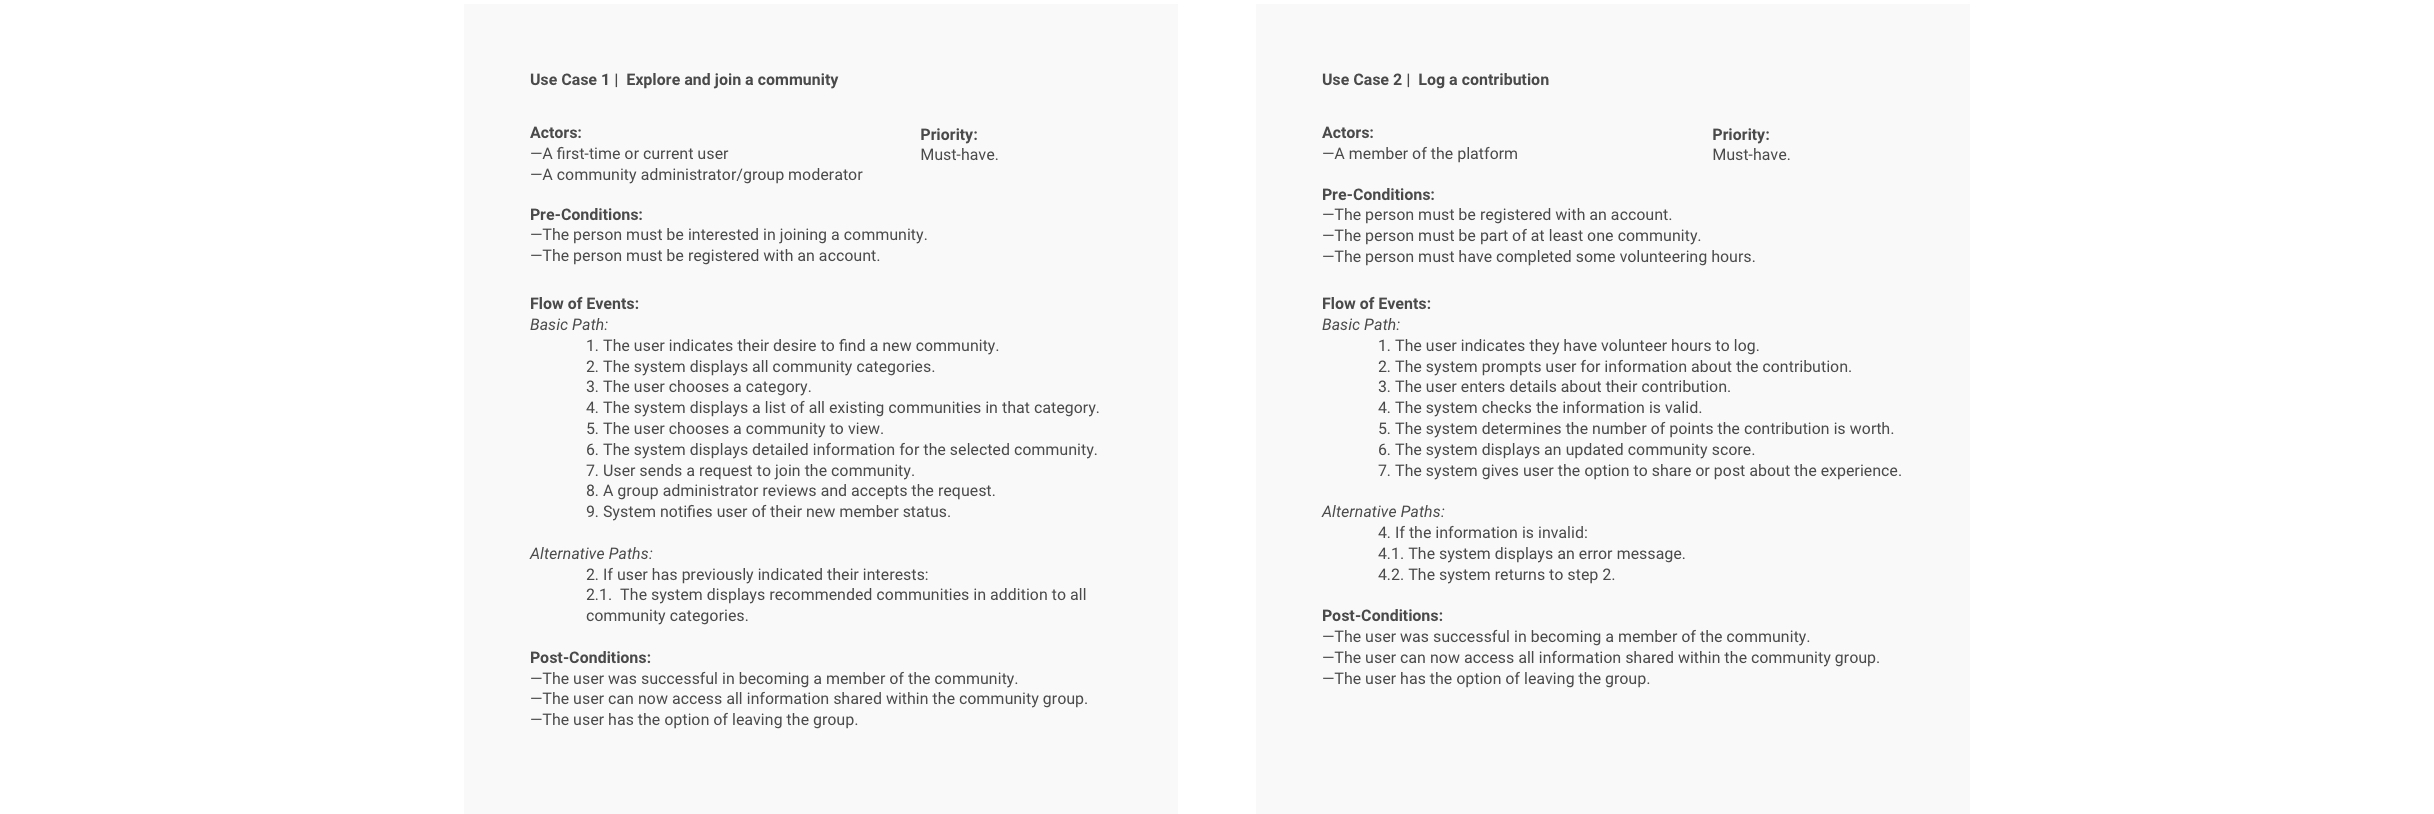 Use Case 1 |  Explore and join a community
Actors:
—A first-time or current user
—A community administrator/group moderator
Priority:
Must-have.
Pre-Conditions:
—The person must be interested in joining a community.
—The person must be registered with an account.
Flow of Events:
Basic Path:
1. The user indicates their desire to find a new community.
2. The system displays all community categories.
3. The user chooses a category.
4. The system displays a list of all existing communities in that category.
5. The user chooses a community to view.
6. The system displays detailed information for the selected community.
7. User sends a request to join the community.
8. A group administrator reviews and accepts the request.
9. System notifies user of their new member status.
Alternative Paths:
2. If user has previously indicated their interests:
2.1.  The system displays recommended communities in addition to all
community categories.
Post-Conditions:
—The user was successful in becoming a member of the community.
—The user can now access all information shared within the community group.
—The user has the option of leaving the group.
Use Case 2 |  Log a contribution
Actors:
—A member of the platform
Priority:
Must-have.
Pre-Conditions:
—The person must be registered with an account.
—The person must be part of at least one community.
—The person must have completed some volunteering hours.
Flow of Events:
Basic Path:
1. The user indicates they have volunteer hours to log.
2. The system prompts user for information about the contribution.
3. The user enters details about their contribution.
4. The system checks the information is valid.
5. The system determines the number of points the contribution is worth.
6. The system displays an updated community score.
7. The system gives user the option to share or post about the experience.
Alternative Paths:
4. If the information is invalid:
4.1. The system displays an error message.
4.2. The system returns to step 2.
Post-Conditions:
—The user was successful in becoming a member of the community.
—The user can now access all information shared within the community group.
—The user has the option of leaving the group.